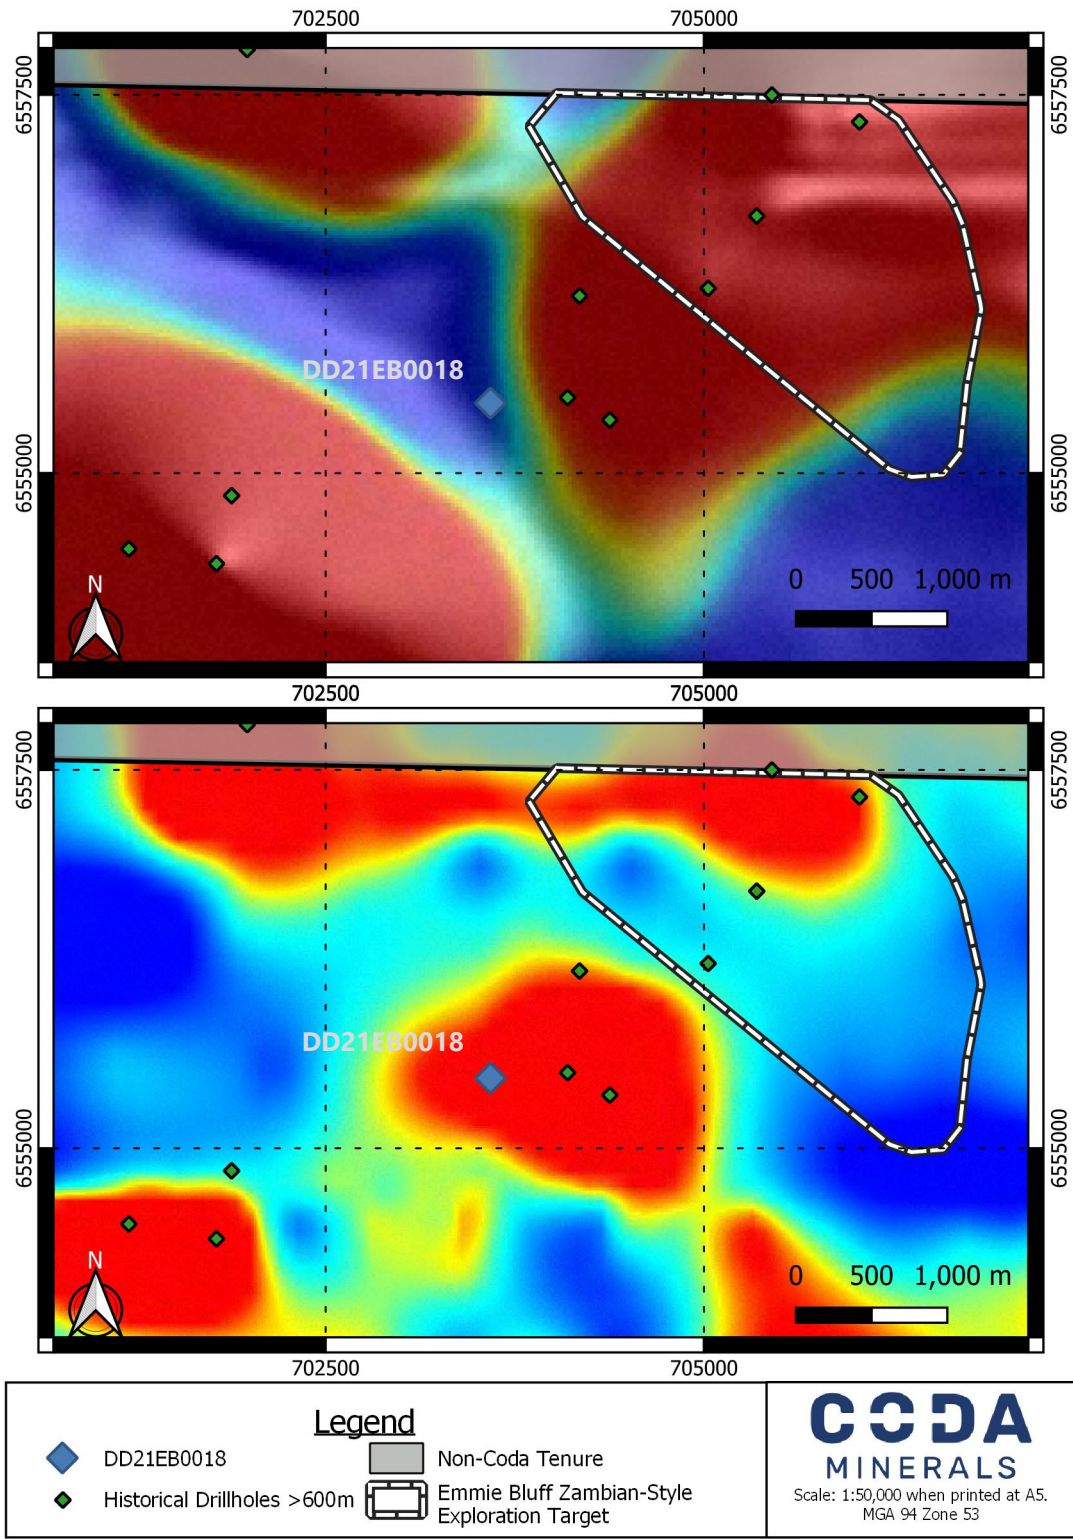 702500 705000
6557500 6557500
DD21EB0018
6555000 6555000
0 500 1,000 m
N
702500 705000
6557500 6557500
DD21EB0018
6555000 6555000
N
0 500 1,000 m
702500 705000
Legend
DD21EB0018
Non-Coda Tenure
Historical Drillholes >600m
Emmie Bluff Zambian-Style
Exploration Target
CODA
MINERALS
Scale: 1:50,000 when printed at A5.
MGA 94 Zone 53